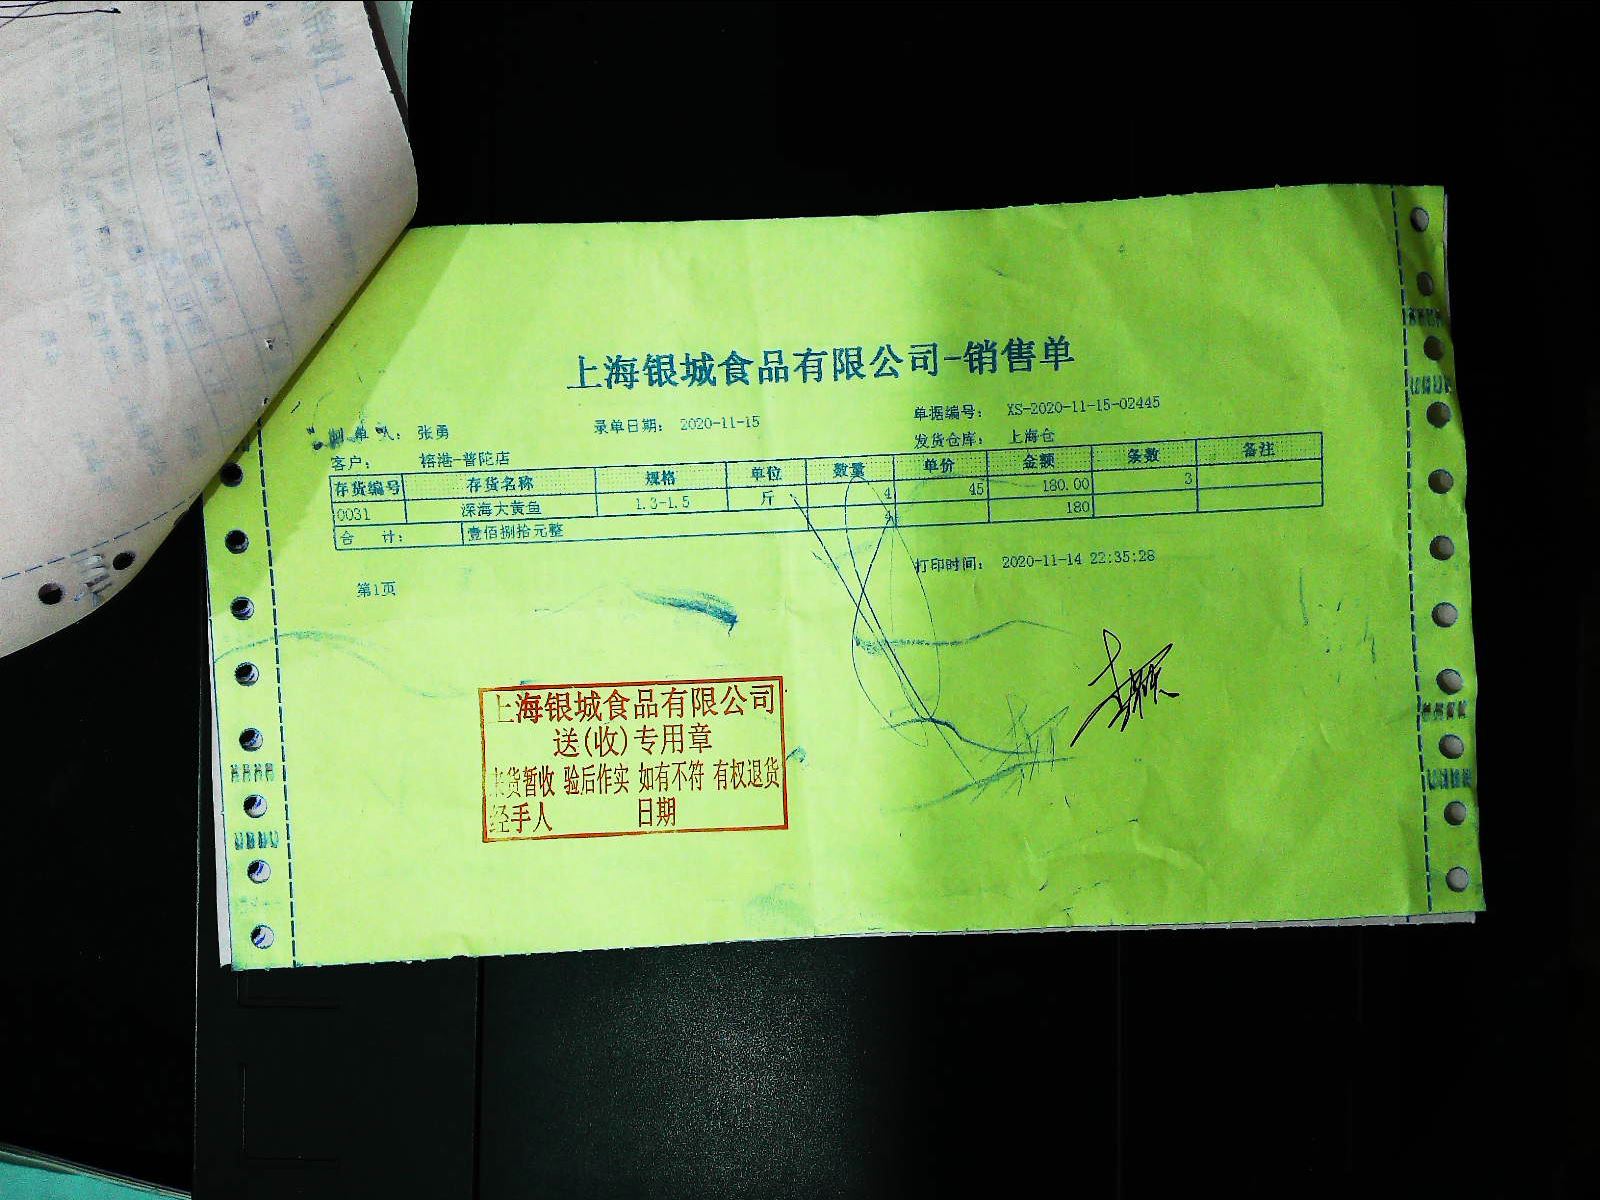 上海银城食品有限公司-销售单
制单人: 张勇 录单日期: 2020-11-15 单据编号: XS-2020-11-15-02445
客户: 榕港-普陀店 发货仓库: 上海仓
存货编号 存货名称 规格 单位 数量 单价 金额 条数 备注
0031 深海大黄鱼 1.3-1.5 斤 4 45 180.00 3
合 计: 壹佰捌拾元整 4 180
第1页 打印时间: 2020-11-14 22:35:28
上海银城食品有限公司
送(收)专用章
来货暂收 验后作实 如有不符 有权退货
经手人 日期